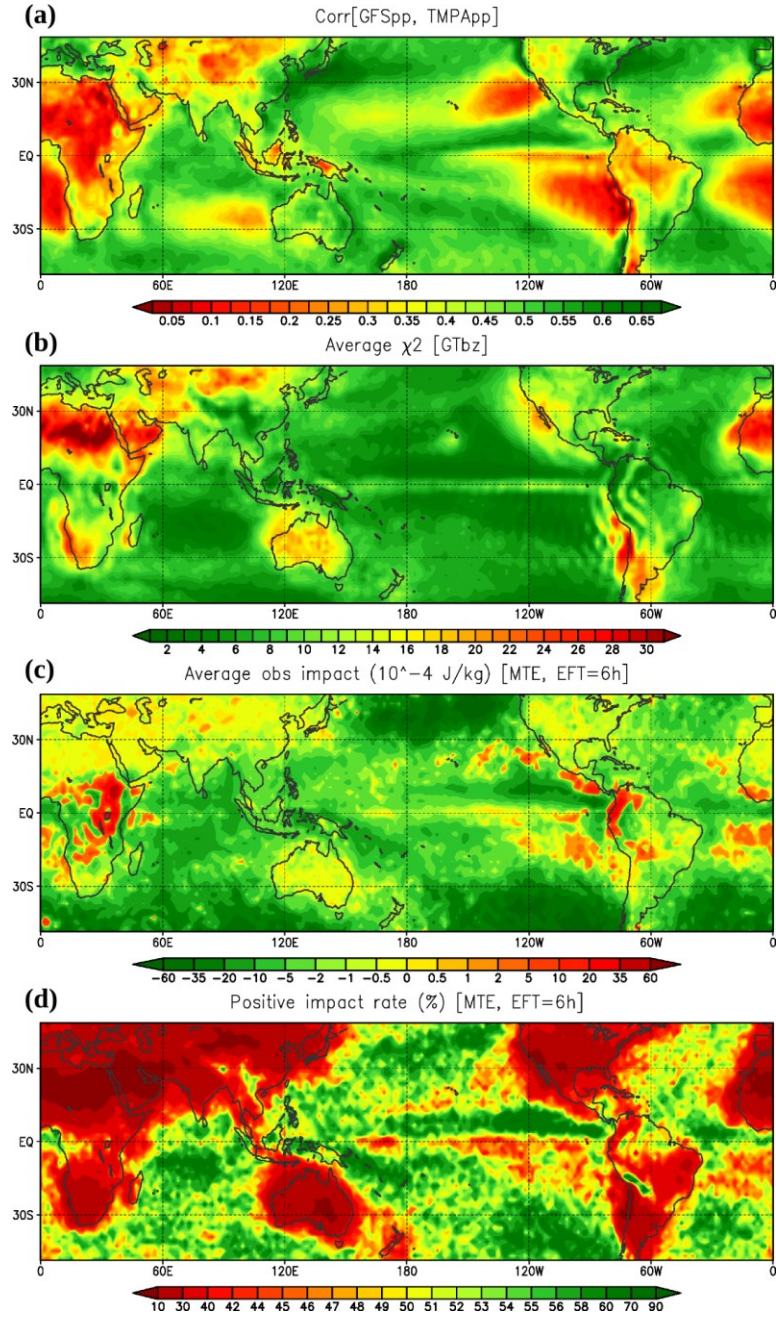 (a)
Corr[GFSpp, TMPApp]
30N
EQ
30S
0 60E 120E 180 120W 60W 0
0.05 0.1 0.15 0.2 0.25 0.3 0.35 0.4 0.45 0.5 0.55 0.6 0.65
(b)
Average χ2 [GTbz]
30N
EQ
30S
0 60E 120E 180 120W 60W 0
2 4 6 8 10 12 14 16 18 20 22 24 26 28 30
(c)
Average obs impact (10^-4 J/kg) [MTE, EFT=6h]
30N
EQ
30S
0 60E 120E 180 120W 60W 0
-60 -35 -20 -10 -5 -2 -1 -0.5 0 0.5 1 2 5 10 20 35 60
(d)
Positive impact rate (%) [MTE, EFT=6h]
30N
EQ
30S
0 60E 120E 180 120W 60W 0
10 30 40 42 44 45 46 47 48 49 50 51 52 53 54 55 56 58 60 70 90